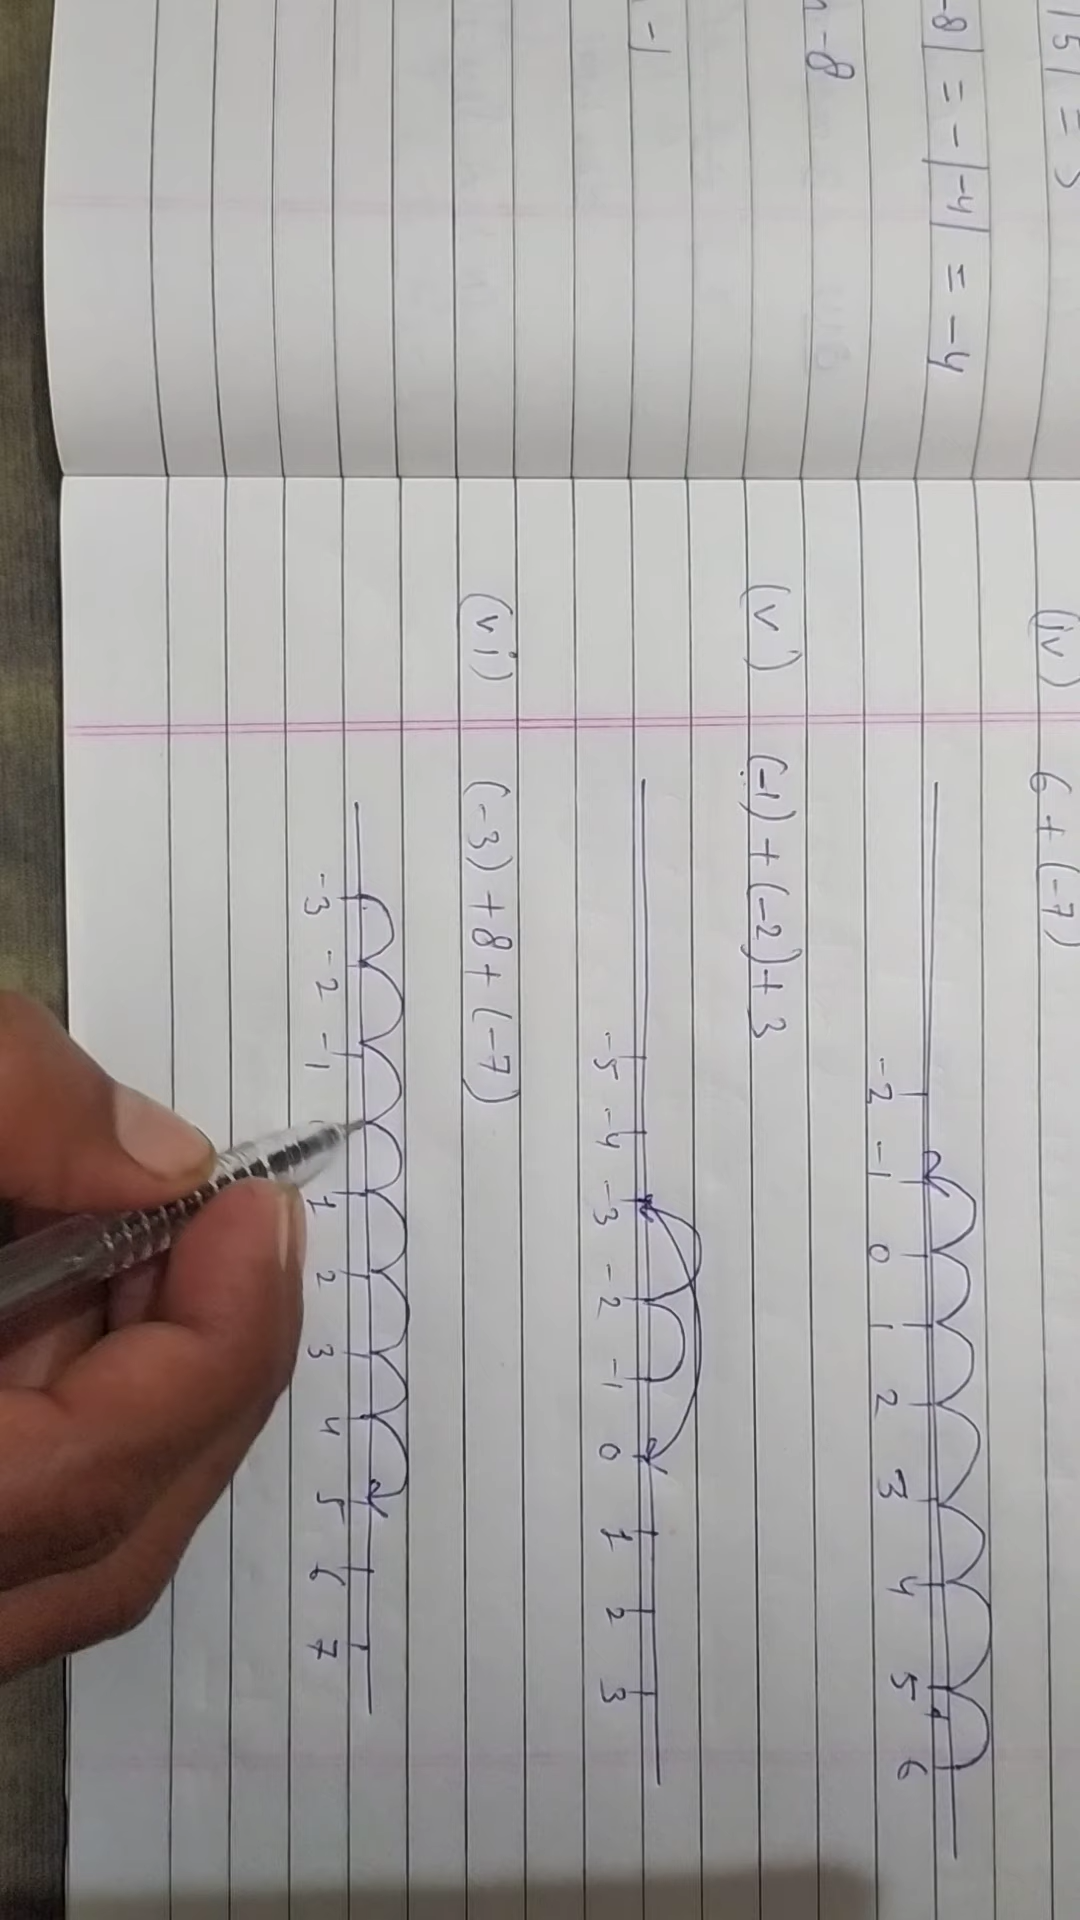 15| = 5
-8| = -|-4| = -4
-8
-1
(iv) 6 + (-7)
-2 -1 0 1 2 3 4 5 6
(v) (-1) + (-2) + 3
-5 -4 -3 -2 -1 0 1 2 3
(vi) (-3) + 8 + (-7)
-3 -2 -1 1 2 3 4 5 6 7